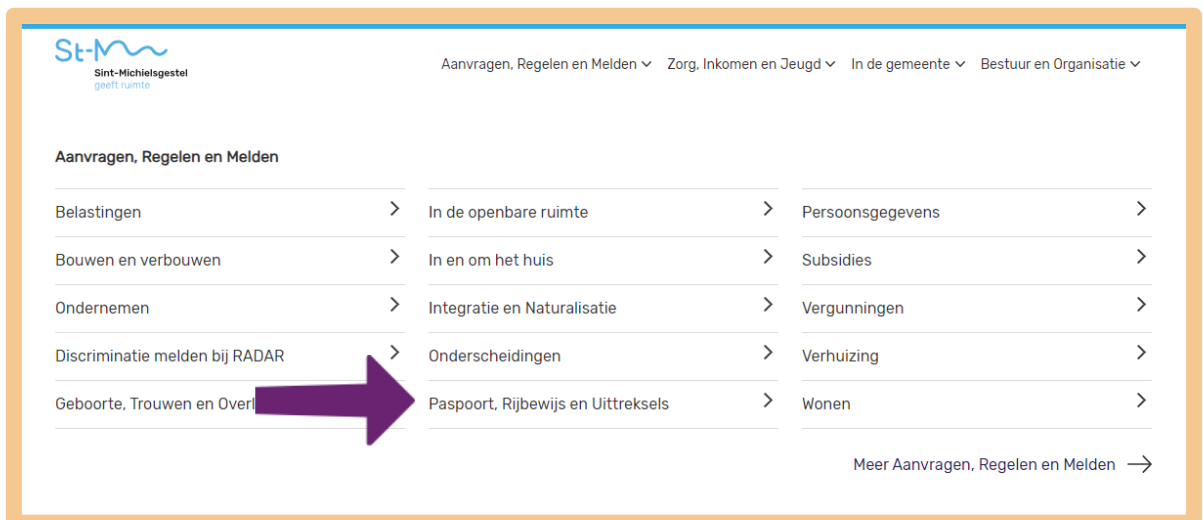 St-M
Sint-Michielsgestel
geeft ruimte
Aanvragen, Regelen en Melden Zorg, Inkomen en Jeugd In de gemeente Bestuur en Organisatie
Aanvragen, Regelen en Melden
Belastingen
Bouwen en verbouwen
Ondernemen
Discriminatie melden bij RADAR
Geboorte, Trouwen en
In de openbare ruimte
In en om het huis
Integratie en Naturalisatie
Onderscheidingen
Paspoort, Rijbewijs en Uittreksels
Persoonsgegevens
Subsidies
Vergunningen
Verhuizing
Wonen
Meer Aanvragen, Regelen en Melden